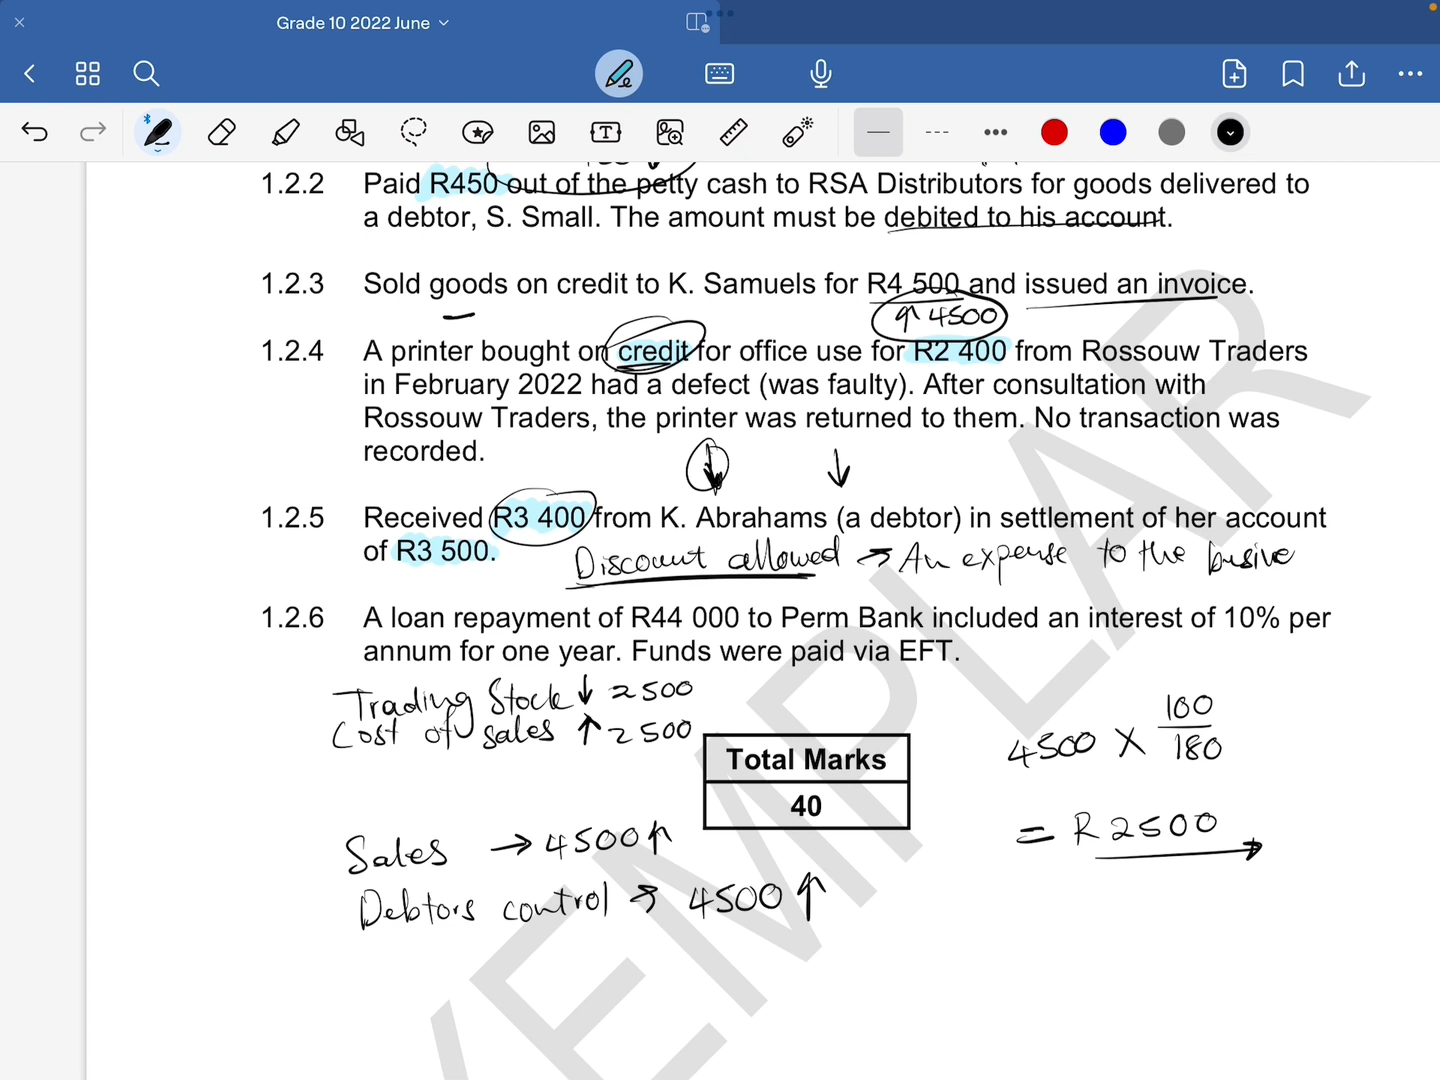 Grade 10 2022 June
1.2.2 Paid R450 out of the petty cash to RSA Distributors for goods delivered to
a debtor, S. Small. The amount must be debited to his account.
1.2.3 Sold goods on credit to K. Samuels for R4 500 and issued an invoice.
↑ 4500
1.2.4 A printer bought on credit for office use for R2 400 from Rossouw Traders
in February 2022 had a defect (was faulty). After consultation with
Rossouw Traders, the printer was returned to them. No transaction was
recorded.
1.2.5 Received R3 400 from K. Abrahams (a debtor) in settlement of her account
of R3 500.
Discount allowed → An expense to the busine
1.2.6 A loan repayment of R44 000 to Perm Bank included an interest of 10% per
annum for one year. Funds were paid via EFT.
Trading Stock ↓ 2500
Cost of sales ↑ 2500
4500 × 100/180
= R 2500
Total Marks
40
Sales → 4500 ↑
Debtors control → 4500 ↑
EXEMPLAR